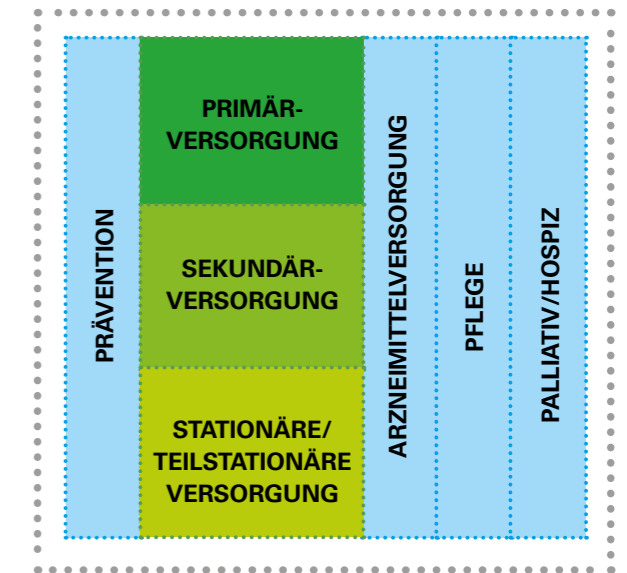 PRÄVENTION
PRIMÄR-
VERSORGUNG
SEKUNDÄR-
VERSORGUNG
STATIONÄRE/
TEILSTATIONÄRE
VERSORGUNG
ARZNEIMITTELVERSORGUNG
PFLEGE
PALLIATIV/HOSPIZ